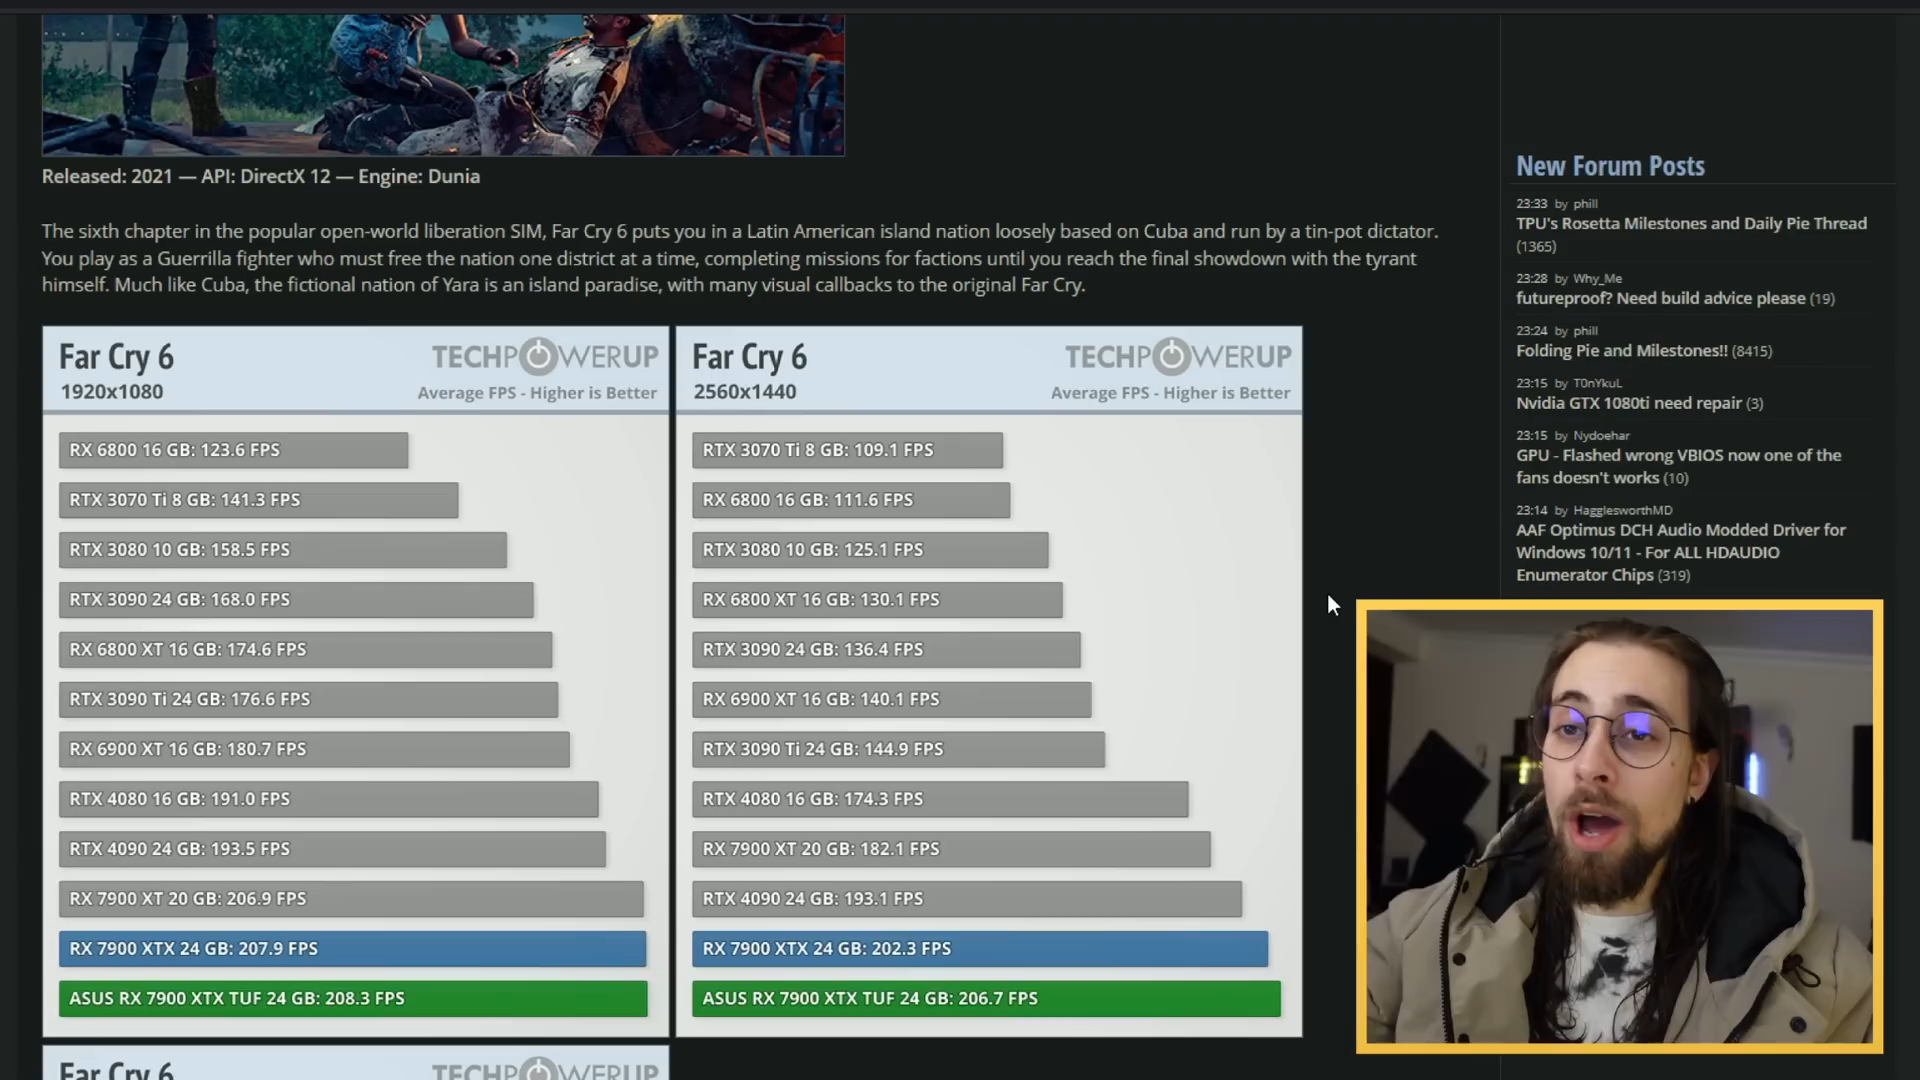 Released: 2021 — API: DirectX 12 — Engine: Dunia
The sixth chapter in the popular open-world liberation SIM, Far Cry 6 puts you in a Latin American island nation loosely based on Cuba and run by a tin-pot dictator.
You play as a Guerrilla fighter who must free the nation one district at a time, completing missions for factions until you reach the final showdown with the tyrant
himself. Much like Cuba, the fictional nation of Yara is an island paradise, with many visual callbacks to the original Far Cry.
Far Cry 6
TECHPOWERUP
1920x1080
Average FPS - Higher is Better
RX 6800 16 GB: 123.6 FPS
RTX 3070 Ti 8 GB: 141.3 FPS
RTX 3080 10 GB: 158.5 FPS
RTX 3090 24 GB: 168.0 FPS
RX 6800 XT 16 GB: 174.6 FPS
RTX 3090 Ti 24 GB: 176.6 FPS
RX 6900 XT 16 GB: 180.7 FPS
RTX 4080 16 GB: 191.0 FPS
RTX 4090 24 GB: 193.5 FPS
RX 7900 XT 20 GB: 206.9 FPS
RX 7900 XTX 24 GB: 207.9 FPS
ASUS RX 7900 XTX TUF 24 GB: 208.3 FPS
Far Cry 6
TECHPOWERUP
2560x1440
Average FPS - Higher is Better
RTX 3070 Ti 8 GB: 109.1 FPS
RX 6800 16 GB: 111.6 FPS
RTX 3080 10 GB: 125.1 FPS
RX 6800 XT 16 GB: 130.1 FPS
RTX 3090 24 GB: 136.4 FPS
RX 6900 XT 16 GB: 140.1 FPS
RTX 3090 Ti 24 GB: 144.9 FPS
RTX 4080 16 GB: 174.3 FPS
RX 7900 XT 20 GB: 182.1 FPS
RTX 4090 24 GB: 193.1 FPS
RX 7900 XTX 24 GB: 202.3 FPS
ASUS RX 7900 XTX TUF 24 GB: 206.7 FPS
Far Cry 6
TECHPOWERUP
New Forum Posts
23:33 by phill
TPU's Rosetta Milestones and Daily Pie Thread
(1365)
23:28 by Why_Me
futureproof? Need build advice please (19)
23:24 by phill
Folding Pie and Milestones!! (8415)
23:15 by T0nYkuL
Nvidia GTX 1080ti need repair (3)
23:15 by Nydoehar
GPU - Flashed wrong VBIOS now one of the
fans doesn't works (10)
23:14 by HagglesworthMD
AAF Optimus DCH Audio Modded Driver for
Windows 10/11 - For ALL HDAUDIO
Enumerator Chips (319)